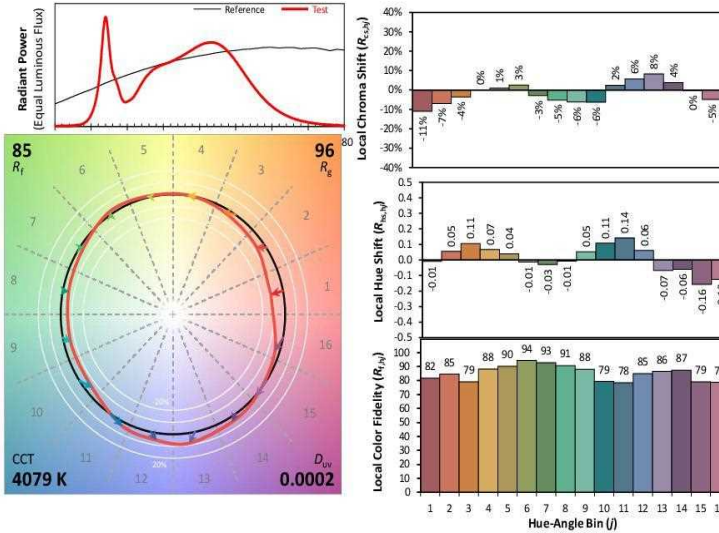 Reference Test
Radiant Power
(Equal Luminous Flux)
80
85
Rf
96
Rg
5 4
6 3
7 2
8 1
9 16
10 15
11 12 13 14
20%
20%
CCT
4079 K
Duv
0.0002
Local Chroma Shift (Rcs,hj)
40%
30%
20%
10%
0%
-10%
-20%
-30%
-40%
-11% -7% -4% 0% 1% 3% -3% -5% -6% -6% 2% 6% 8% 4% 0% -5%
Local Hue Shift (Rhs,hj)
0.5
0.4
0.3
0.2
0.1
0.0
-0.1
-0.2
-0.3
-0.4
-0.5
-0.01 0.05 0.11 0.07 0.04 -0.01 -0.03 -0.01 0.05 0.11 0.14 0.06 -0.07 -0.06 -0.16
Local Color Fidelity (Rf,hj)
100
90
80
70
60
50
40
30
20
10
0
82 85 79 88 90 94 93 91 88 79 78 85 86 87 79 7
1 2 3 4 5 6 7 8 9 10 11 12 13 14 15 1
Hue-Angle Bin (j)